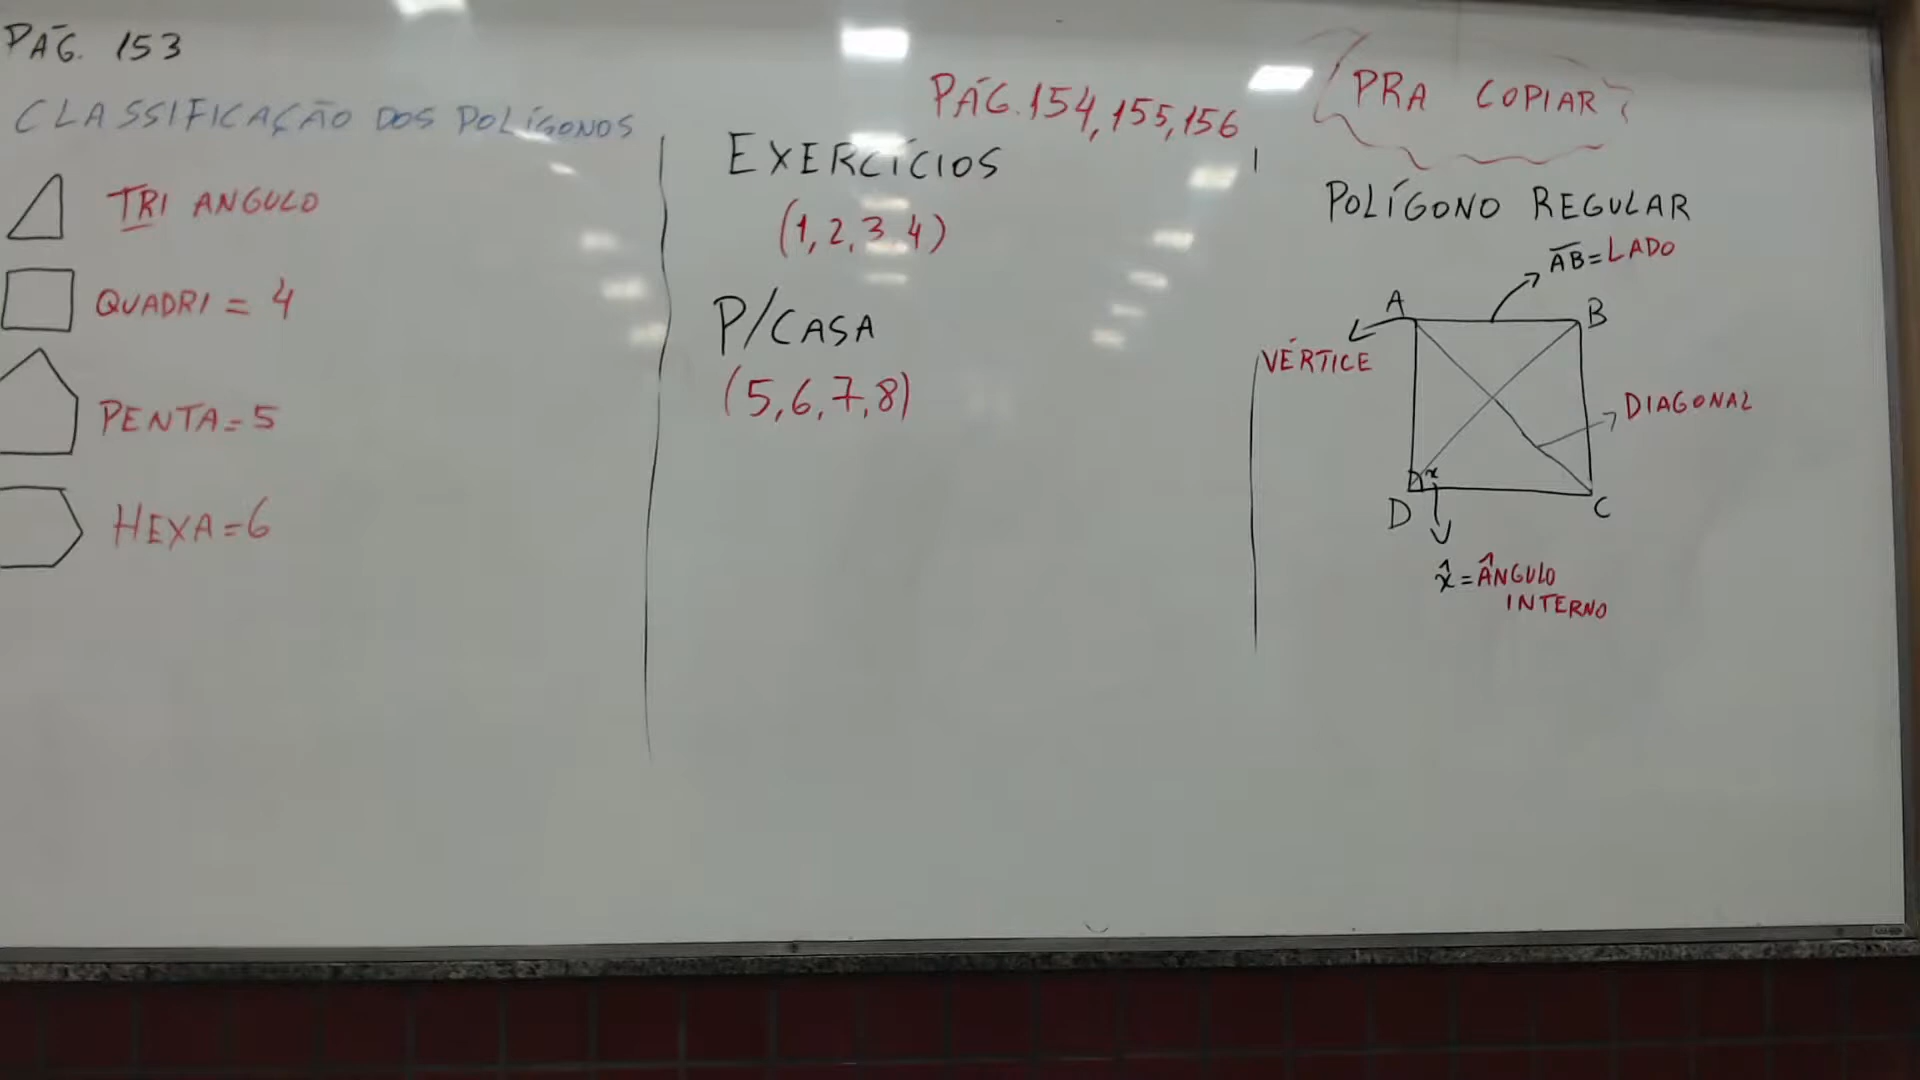 PÁG. 153
CLASSIFICAÇÃO DOS POLÍGONOS
TRI ANGULO
QUADRI = 4
PENTA = 5
HEXA = 6
PÁG. 154, 155, 156
EXERCÍCIOS
(1, 2, 3, 4)
P/CASA
(5, 6, 7, 8)
PRA COPIAR
POLÍGONO REGULAR
A̅B̅ = LADO
A
B
VÉRTICE
DIAGONAL
x
D
C
x̂ = ÂNGULO
INTERNO